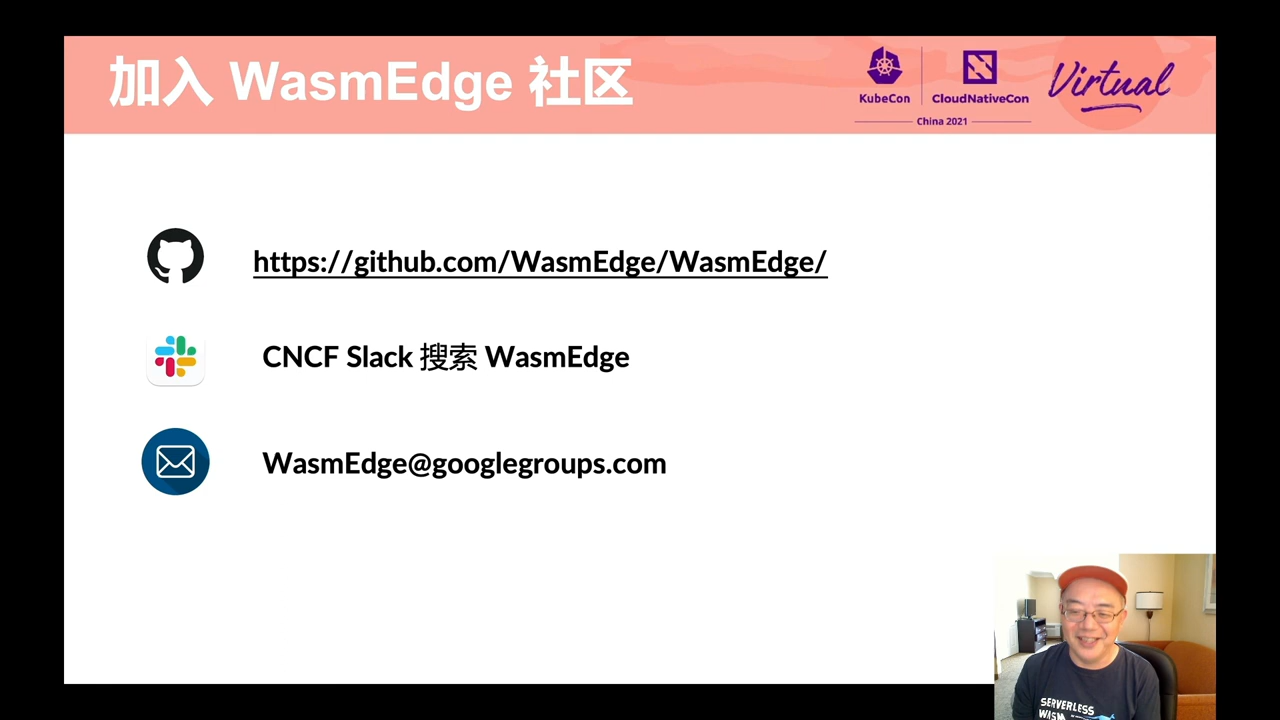 加入 WasmEdge 社区
KubeCon
CloudNativeCon
China 2021
Virtual
https://github.com/WasmEdge/WasmEdge/
CNCF Slack 搜索 WasmEdge
WasmEdge@googlegroups.com
SERVERLESS
WASM